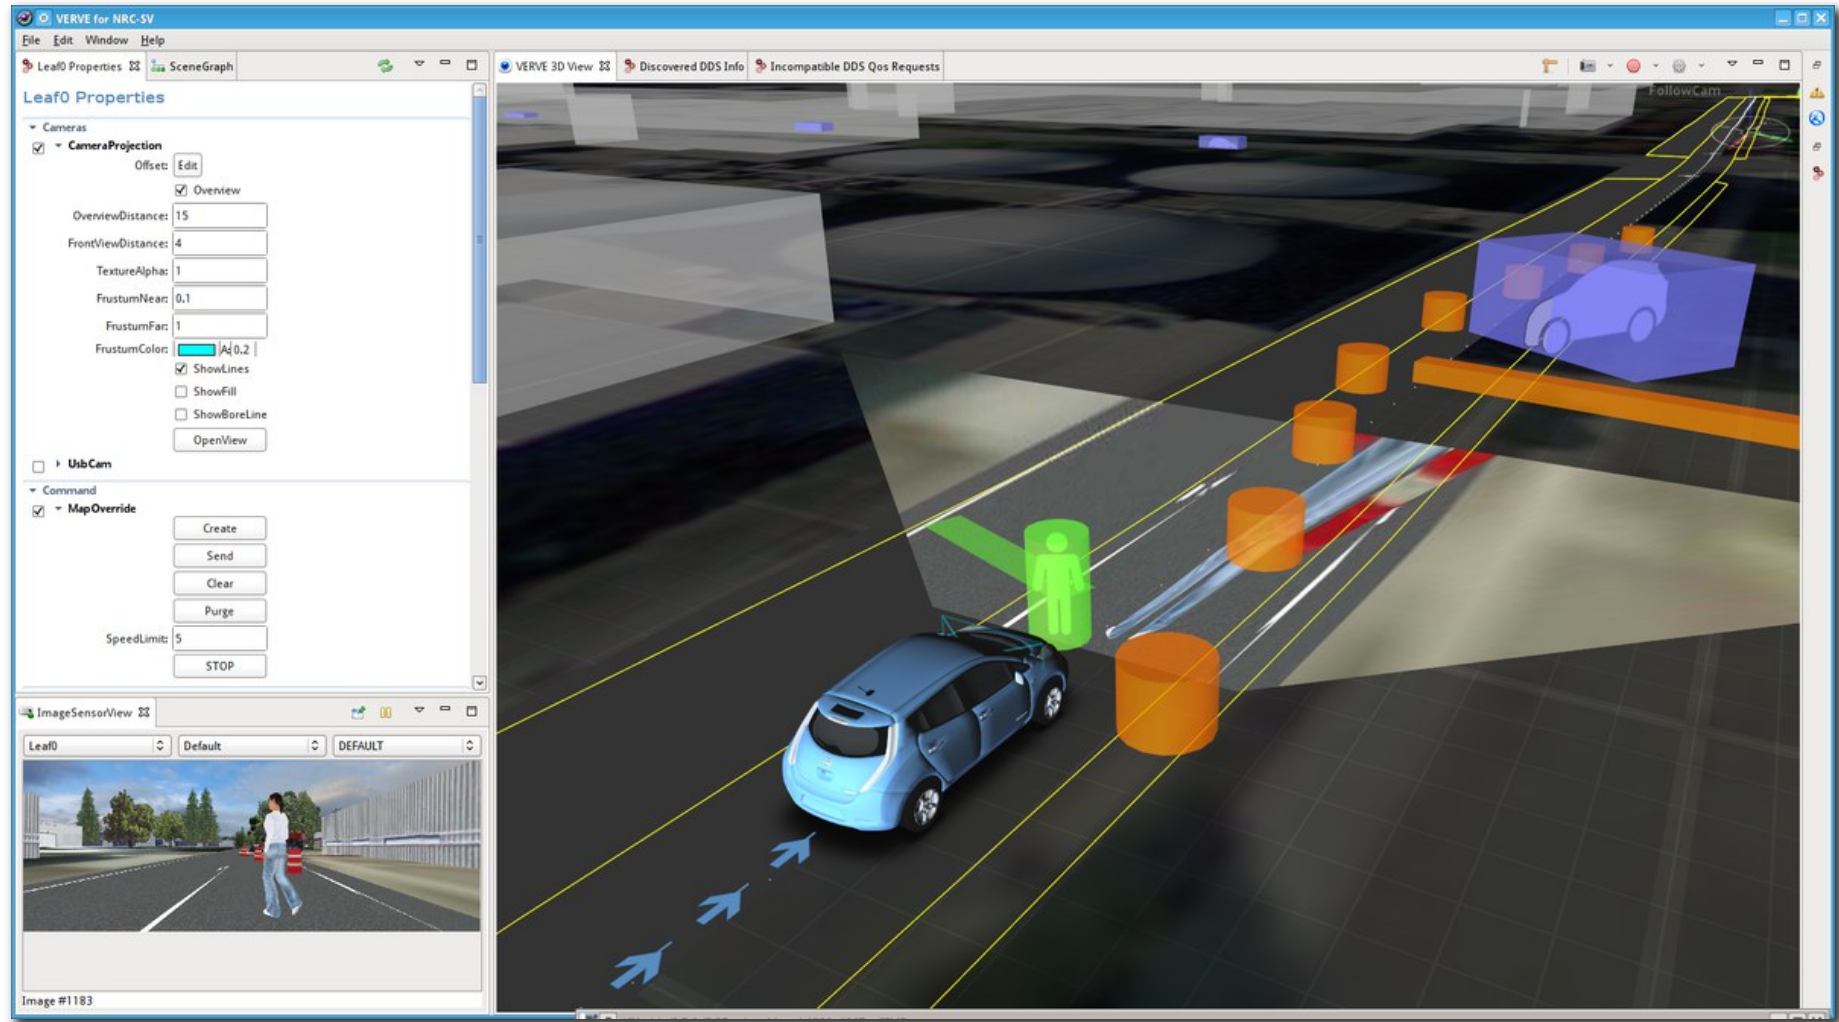 VERVE for NRC-SV
File Edit Window Help
Leaf0 Properties SceneGraph
Leaf0 Properties
Cameras
CameraProjection
Offset: Edit
Overview
OverviewDistance: 15
FrontViewDistance: 4
TextureAlpha: 1
FrustumNear: 0.1
FrustumFar: 1
FrustumColor: A: 0.2
ShowLines
ShowFill
ShowBoreLine
OpenView
UsbCam
Command
MapOverride
Create
Send
Clear
Purge
SpeedLimit: 5
STOP
ImageSensorView
Leaf0 Default DEFAULT
Image #1183
VERVE 3D View Discovered DDS Info Incompatible DDS Qos Requests
FollowCam